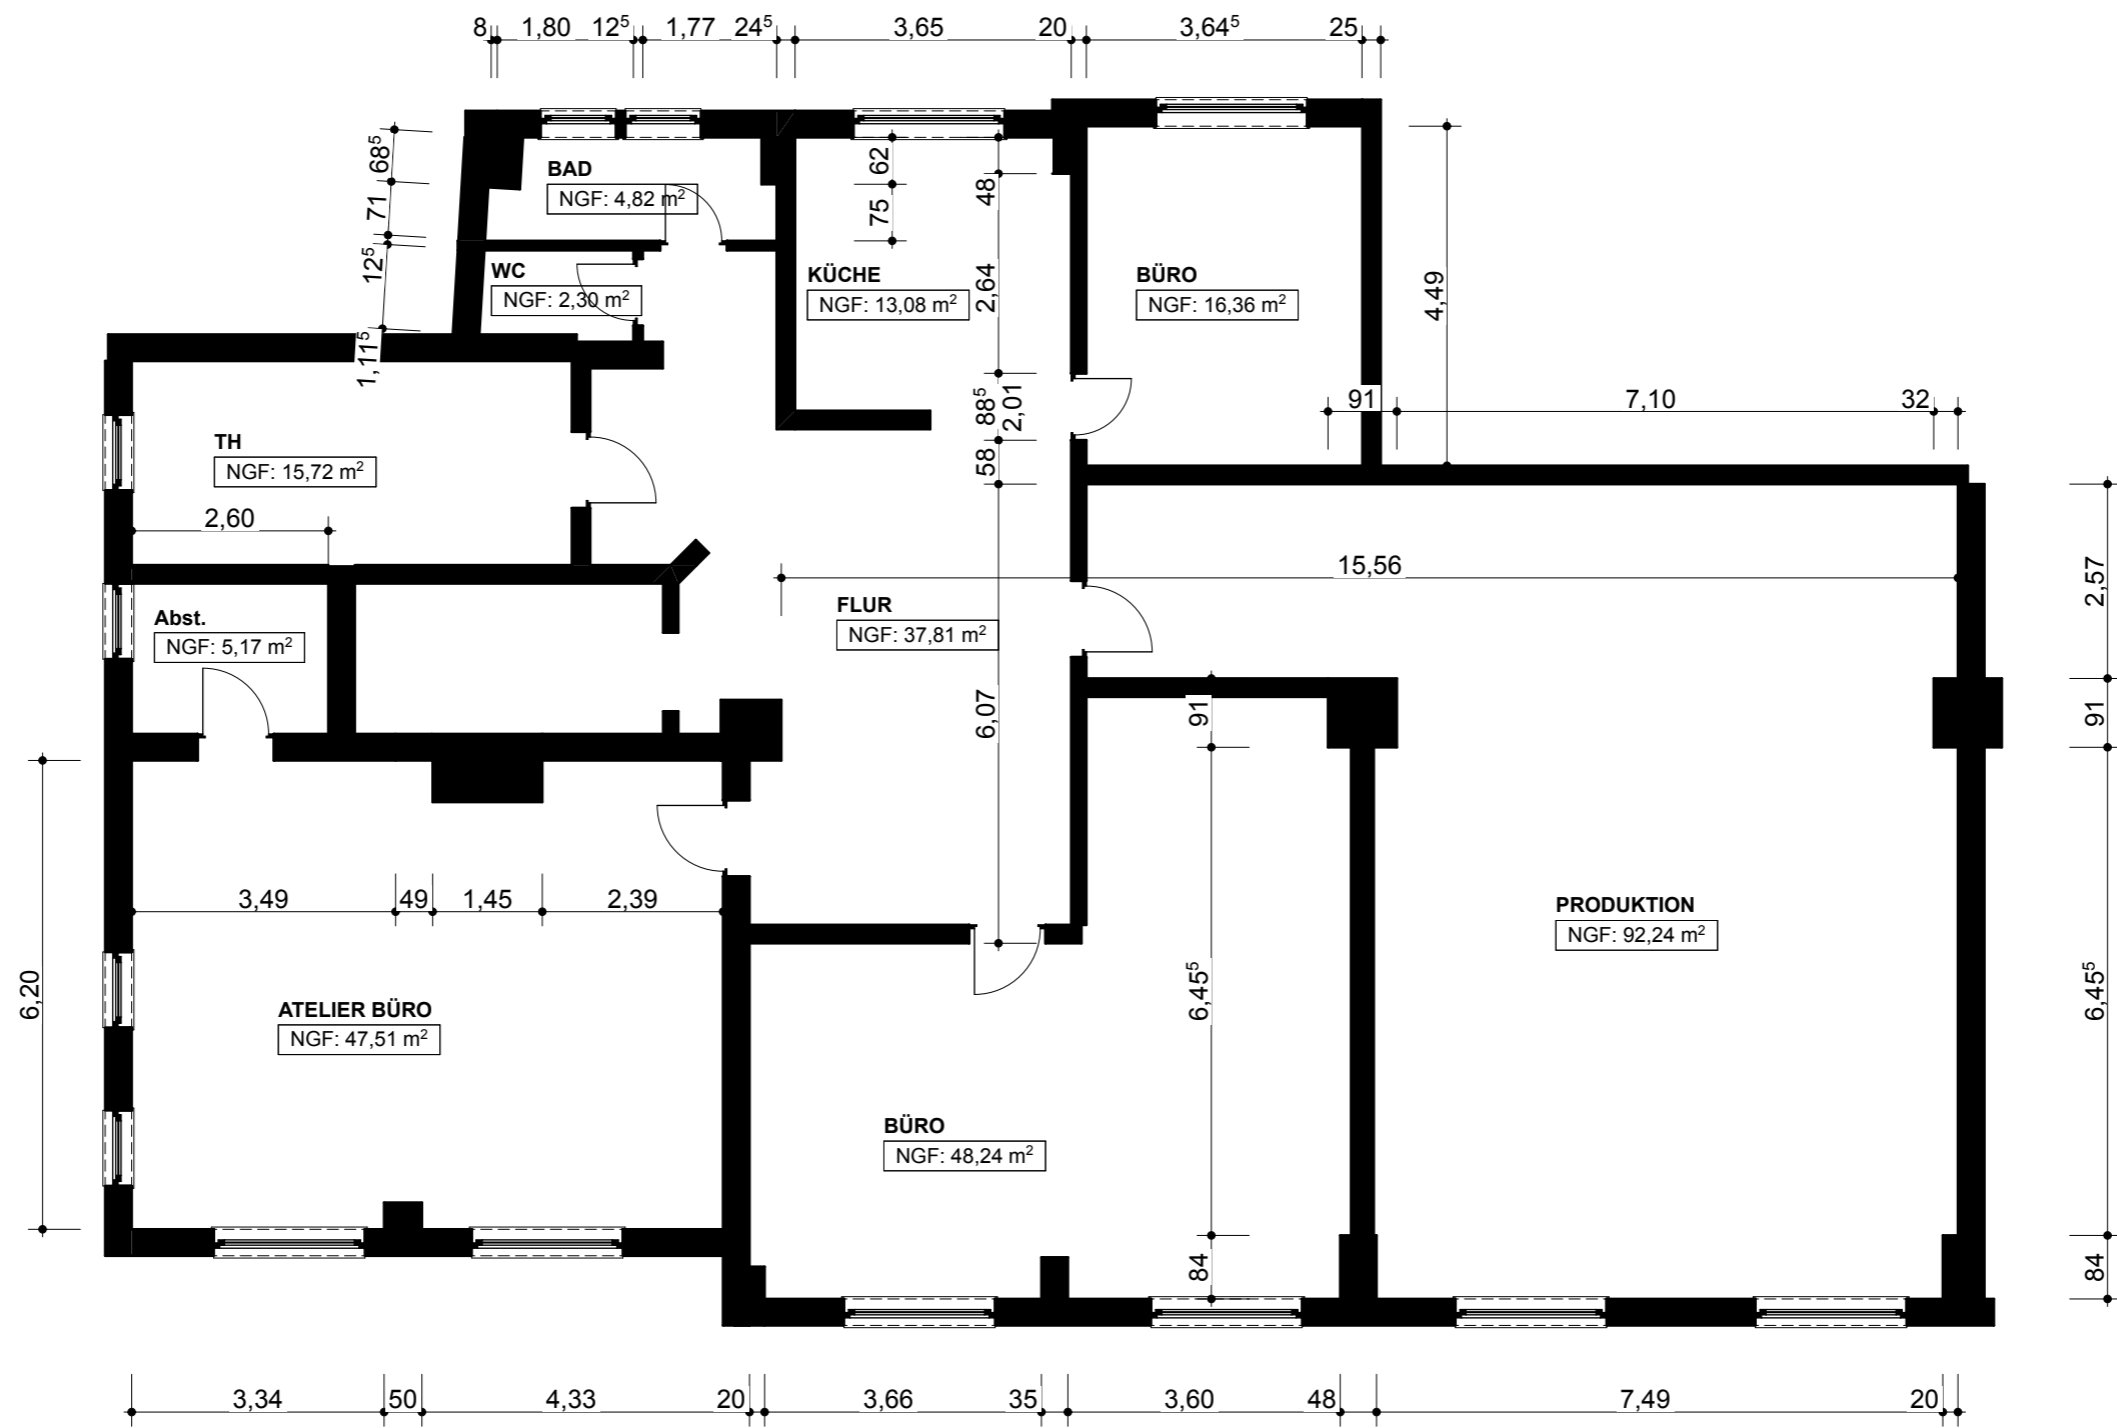 8 1,80 12⁵ 1,77 24⁵ 3,65 20 3,64⁵ 25
68⁵
71
12⁵
1,11⁵
BAD
NGF: 4,82 m²
WC
NGF: 2,30 m²
62
75
48
2,64
88⁵
2,01
58
6,07
KÜCHE
NGF: 13,08 m²
BÜRO
NGF: 16,36 m²
4,49
91 7,10 32
TH
NGF: 15,72 m²
2,60
15,56
2,57
91
6,45⁵
84
Abst.
NGF: 5,17 m²
FLUR
NGF: 37,81 m²
91
6,45⁵
84
6,20
3,49 49 1,45 2,39
PRODUKTION
NGF: 92,24 m²
ATELIER BÜRO
NGF: 47,51 m²
BÜRO
NGF: 48,24 m²
3,34 50 4,33 20 3,66 35 3,60 48 7,49 20